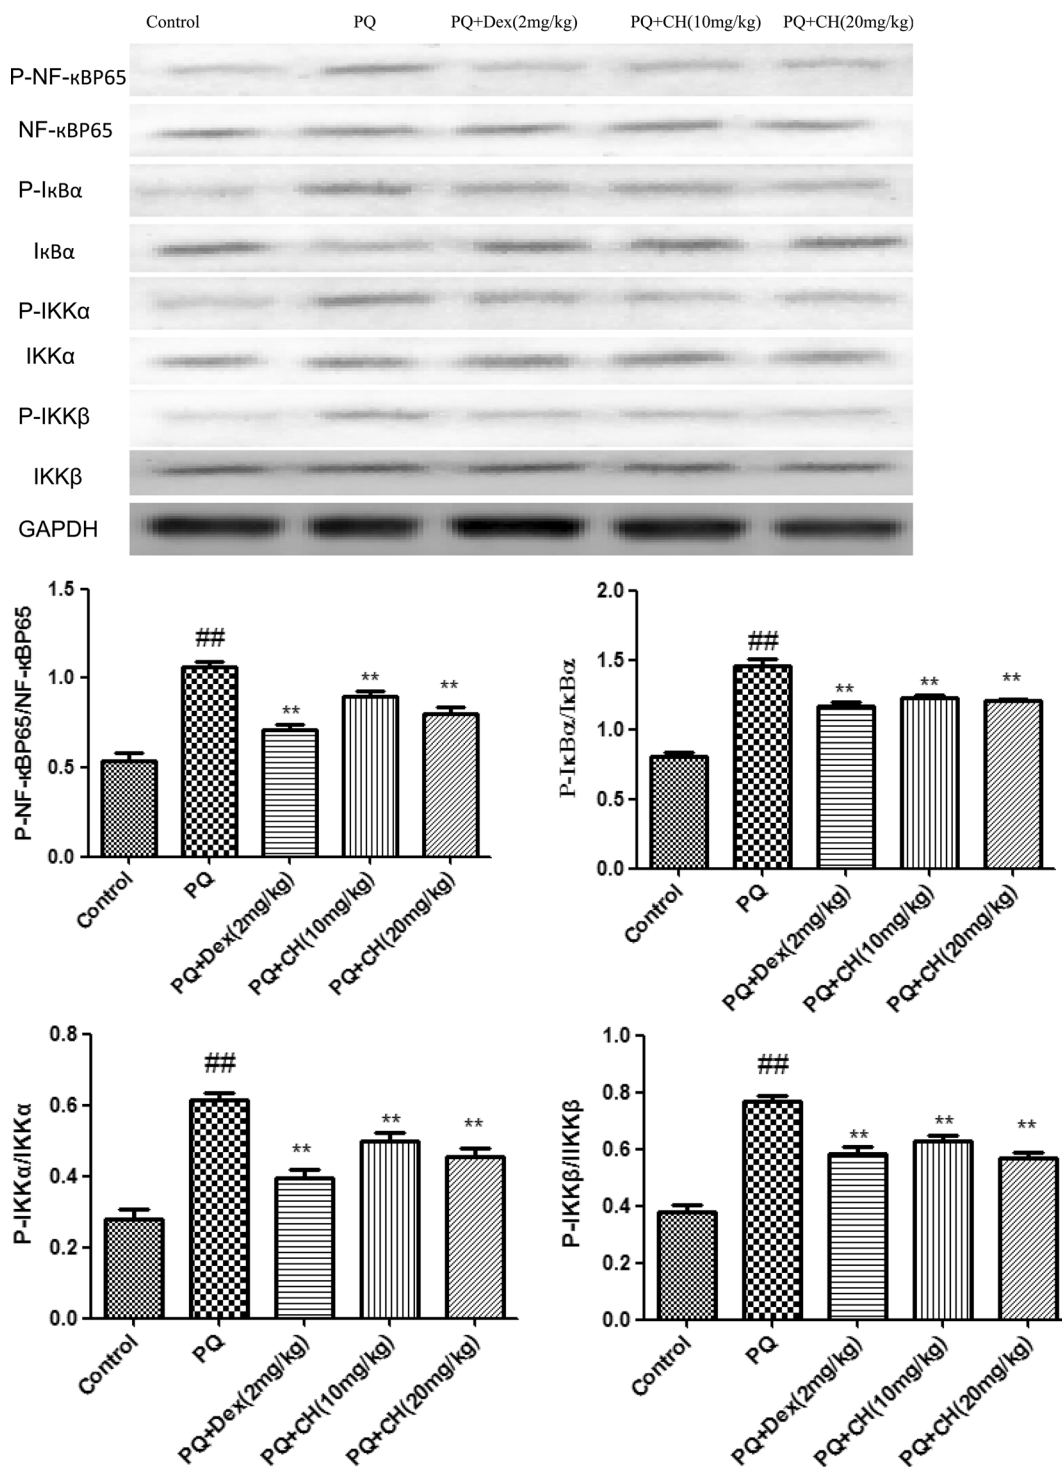 Control PQ PQ+Dex(2mg/kg) PQ+CH(10mg/kg) PQ+CH(20mg/kg)
P-NF-κBP65
NF-κBP65
P-IκBα
IκBα
P-IKKα
IKKα
P-IKKβ
IKKβ
GAPDH
P-NF-κBP65/NF-κBP65
1.5
1.0
0.5
0.0
##
**
**
**
Control
PQ
PQ+Dex(2mg/kg)
PQ+CH(10mg/kg)
PQ+CH(20mg/kg)
P-IκBα/IκBα
2.0
1.5
1.0
0.5
0.0
##
**
**
**
Control
PQ
PQ+Dex(2mg/kg)
PQ+CH(10mg/kg)
PQ+CH(20mg/kg)
P-IKKα/IKKα
0.8
0.6
0.4
0.2
0.0
##
**
**
**
Control
PQ
PQ+Dex(2mg/kg)
PQ+CH(10mg/kg)
PQ+CH(20mg/kg)
P-IKKβ/IIKKβ
1.0
0.8
0.6
0.4
0.2
0.0
##
**
**
**
Control
PQ
PQ+Dex(2mg/kg)
PQ+CH(10mg/kg)
PQ+CH(20mg/kg)